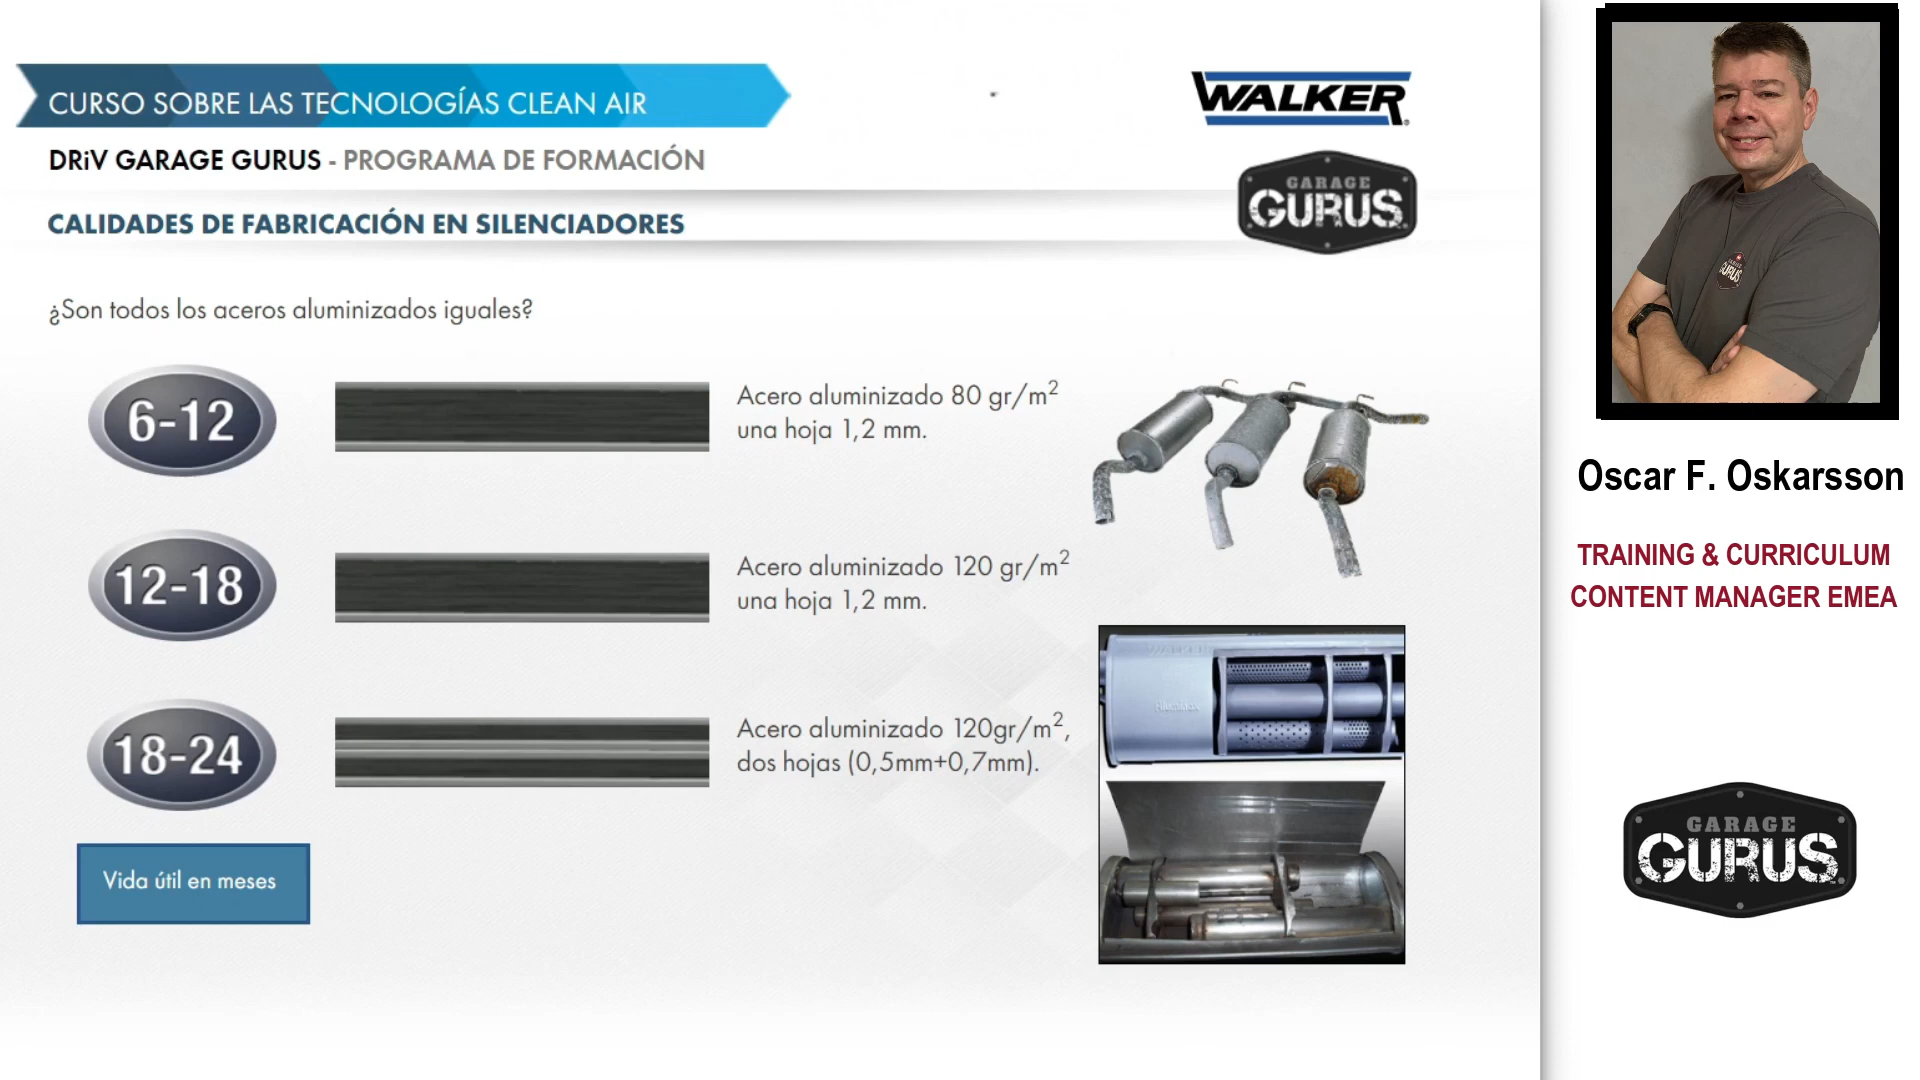 CURSO SOBRE LAS TECNOLOGÍAS CLEAN AIR
WALKER®
DRiV GARAGE GURUS - PROGRAMA DE FORMACIÓN
GARAGE
GURUS
CALIDADES DE FABRICACIÓN EN SILENCIADORES
¿Son todos los aceros aluminizados iguales?
6-12
Acero aluminizado 80 gr/m²
una hoja 1,2 mm.
12-18
Acero aluminizado 120 gr/m²
una hoja 1,2 mm.
18-24
Acero aluminizado 120gr/m²,
dos hojas (0,5mm+0,7mm).
Vida útil en meses
WALKER
GARAGE
GURUS
Oscar F. Oskarsson
TRAINING & CURRICULUM
CONTENT MANAGER EMEA
GARAGE
GURUS™